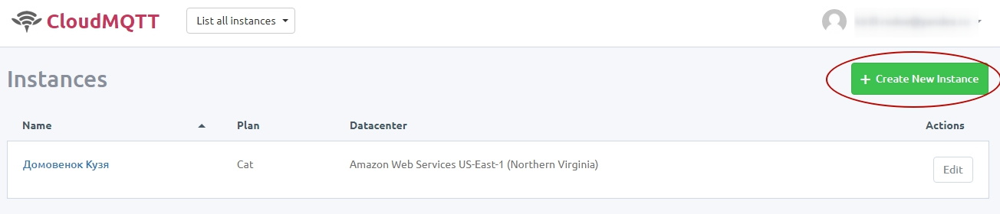 CloudMQTT List all instances
Instances + Create New Instance
Name Plan Datacenter Actions
Домовенок Кузя Cat Amazon Web Services US-East-1 (Northern Virginia) Edit